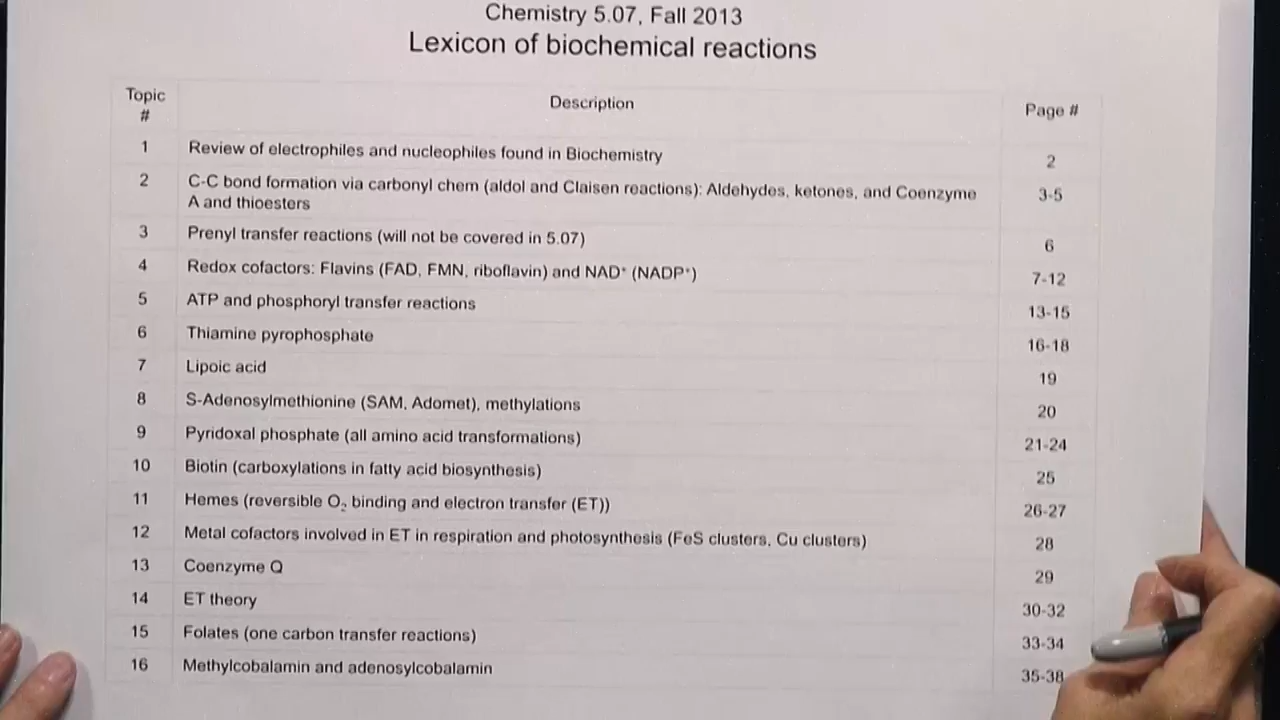 Chemistry 5.07, Fall 2013
Lexicon of biochemical reactions
Topic # Description Page #
1 Review of electrophiles and nucleophiles found in Biochemistry 2
2 C-C bond formation via carbonyl chem (aldol and Claisen reactions): Aldehydes, ketones, and Coenzyme 3-5
A and thioesters
3 Prenyl transfer reactions (will not be covered in 5.07) 6
4 Redox cofactors: Flavins (FAD, FMN, riboflavin) and NAD⁺ (NADP⁺) 7-12
5 ATP and phosphoryl transfer reactions 13-15
6 Thiamine pyrophosphate 16-18
7 Lipoic acid 19
8 S-Adenosylmethionine (SAM, Adomet), methylations 20
9 Pyridoxal phosphate (all amino acid transformations) 21-24
10 Biotin (carboxylations in fatty acid biosynthesis) 25
11 Hemes (reversible O₂ binding and electron transfer (ET)) 26-27
12 Metal cofactors involved in ET in respiration and photosynthesis (FeS clusters, Cu clusters) 28
13 Coenzyme Q 29
14 ET theory 30-32
15 Folates (one carbon transfer reactions) 33-34
16 Methylcobalamin and adenosylcobalamin 35-38